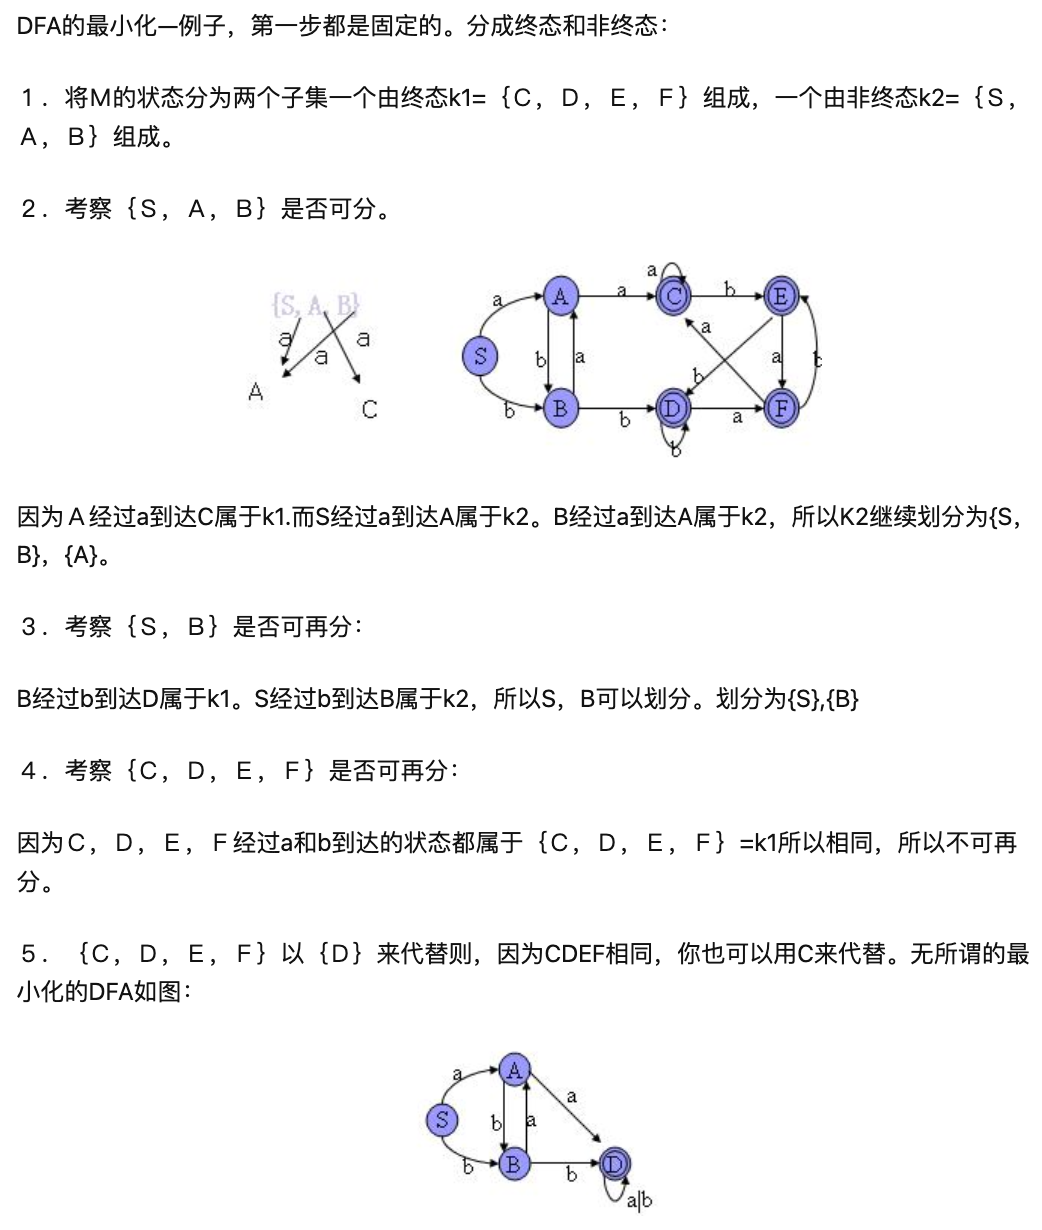 DFA的最小化—例子，第一步都是固定的。分成终态和非终态：
１．将Ｍ的状态分为两个子集一个由终态k1=｛Ｃ，Ｄ，Ｅ，Ｆ｝组成，一个由非终态k2=｛Ｓ，
Ａ，Ｂ｝组成。
２．考察｛Ｓ，Ａ，Ｂ｝是否可分。
{S, A, B}
a
a
a
A
C
a
a
a
b
A
C
E
S
b
a
a
b
a
b
B
D
F
b
b
a
b
因为Ａ经过a到达C属于k1.而S经过a到达A属于k2。B经过a到达A属于k2，所以K2继续划分为{S，
B}，{A}。
３．考察｛Ｓ，Ｂ｝是否可再分：
B经过b到达D属于k1。S经过b到达B属于k2，所以S，B可以划分。划分为{S},{B}
４．考察｛Ｃ，Ｄ，Ｅ，Ｆ｝是否可再分：
因为Ｃ，Ｄ，Ｅ，Ｆ经过a和b到达的状态都属于｛Ｃ，Ｄ，Ｅ，Ｆ｝=k1所以相同，所以不可再
分。
５．｛Ｃ，Ｄ，Ｅ，Ｆ｝以｛Ｄ｝来代替则，因为CDEF相同，你也可以用C来代替。无所谓的最
小化的DFA如图：
a
A
a
S
b
a
b
B
b
D
a|b